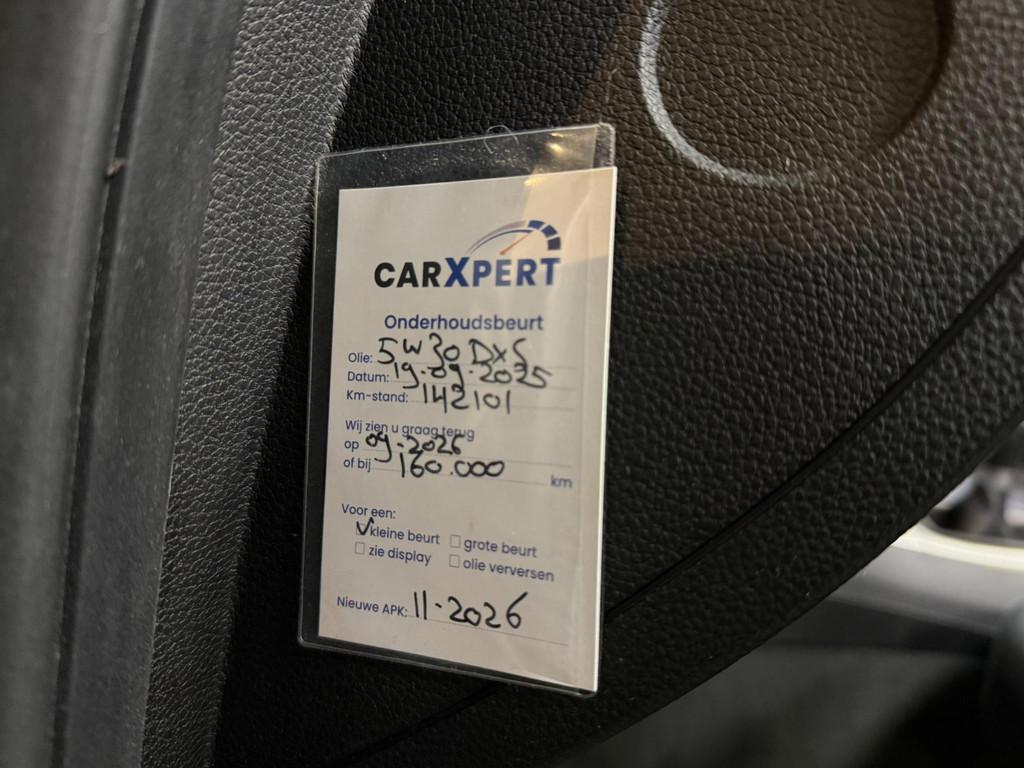 CARXPERT
Onderhoudsbeurt
Olie: 5W30 DXS
Datum: 19-09-2025
Km-stand: 142101
Wij zien u graag terug
op 09-2026
of bij 160.000 km
Voor een:
kleine beurt grote beurt
zie display olie verversen
Nieuwe APK: 11-2026